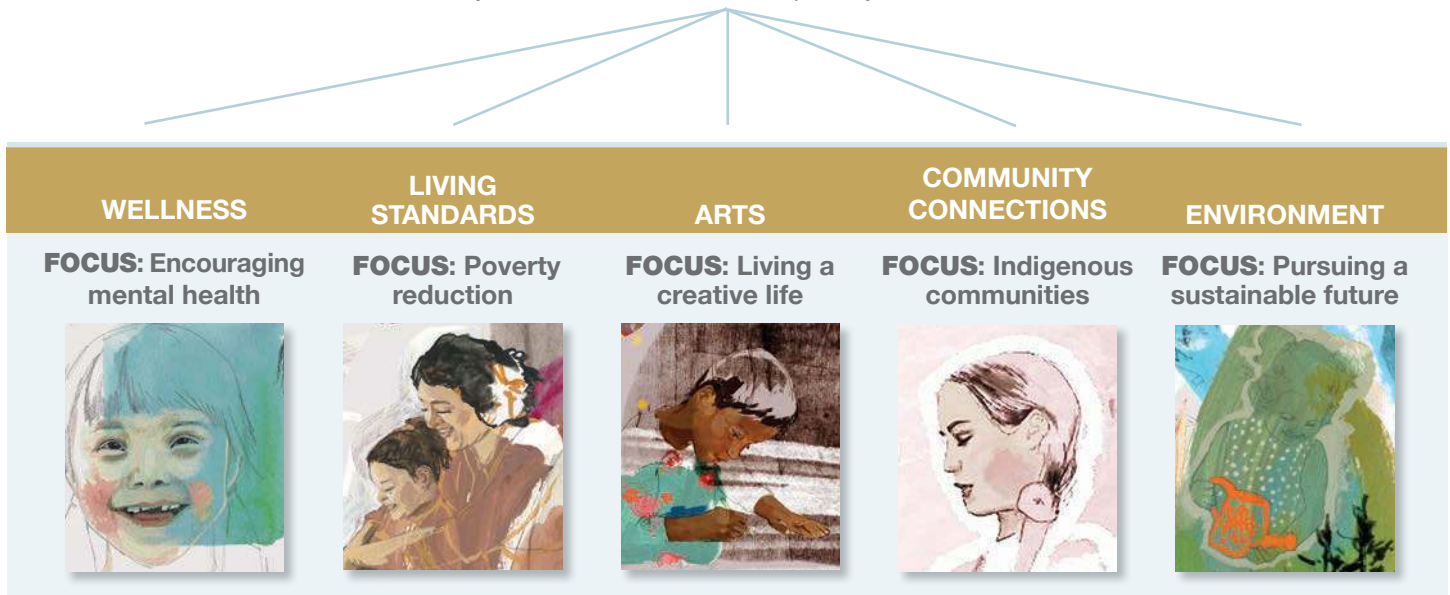 WELLNESS
LIVING
STANDARDS
ARTS
COMMUNITY
CONNECTIONS
ENVIRONMENT
FOCUS: Encouraging
mental health
FOCUS: Poverty
reduction
FOCUS: Living a
creative life
FOCUS: Indigenous
communities
FOCUS: Pursuing a
sustainable future